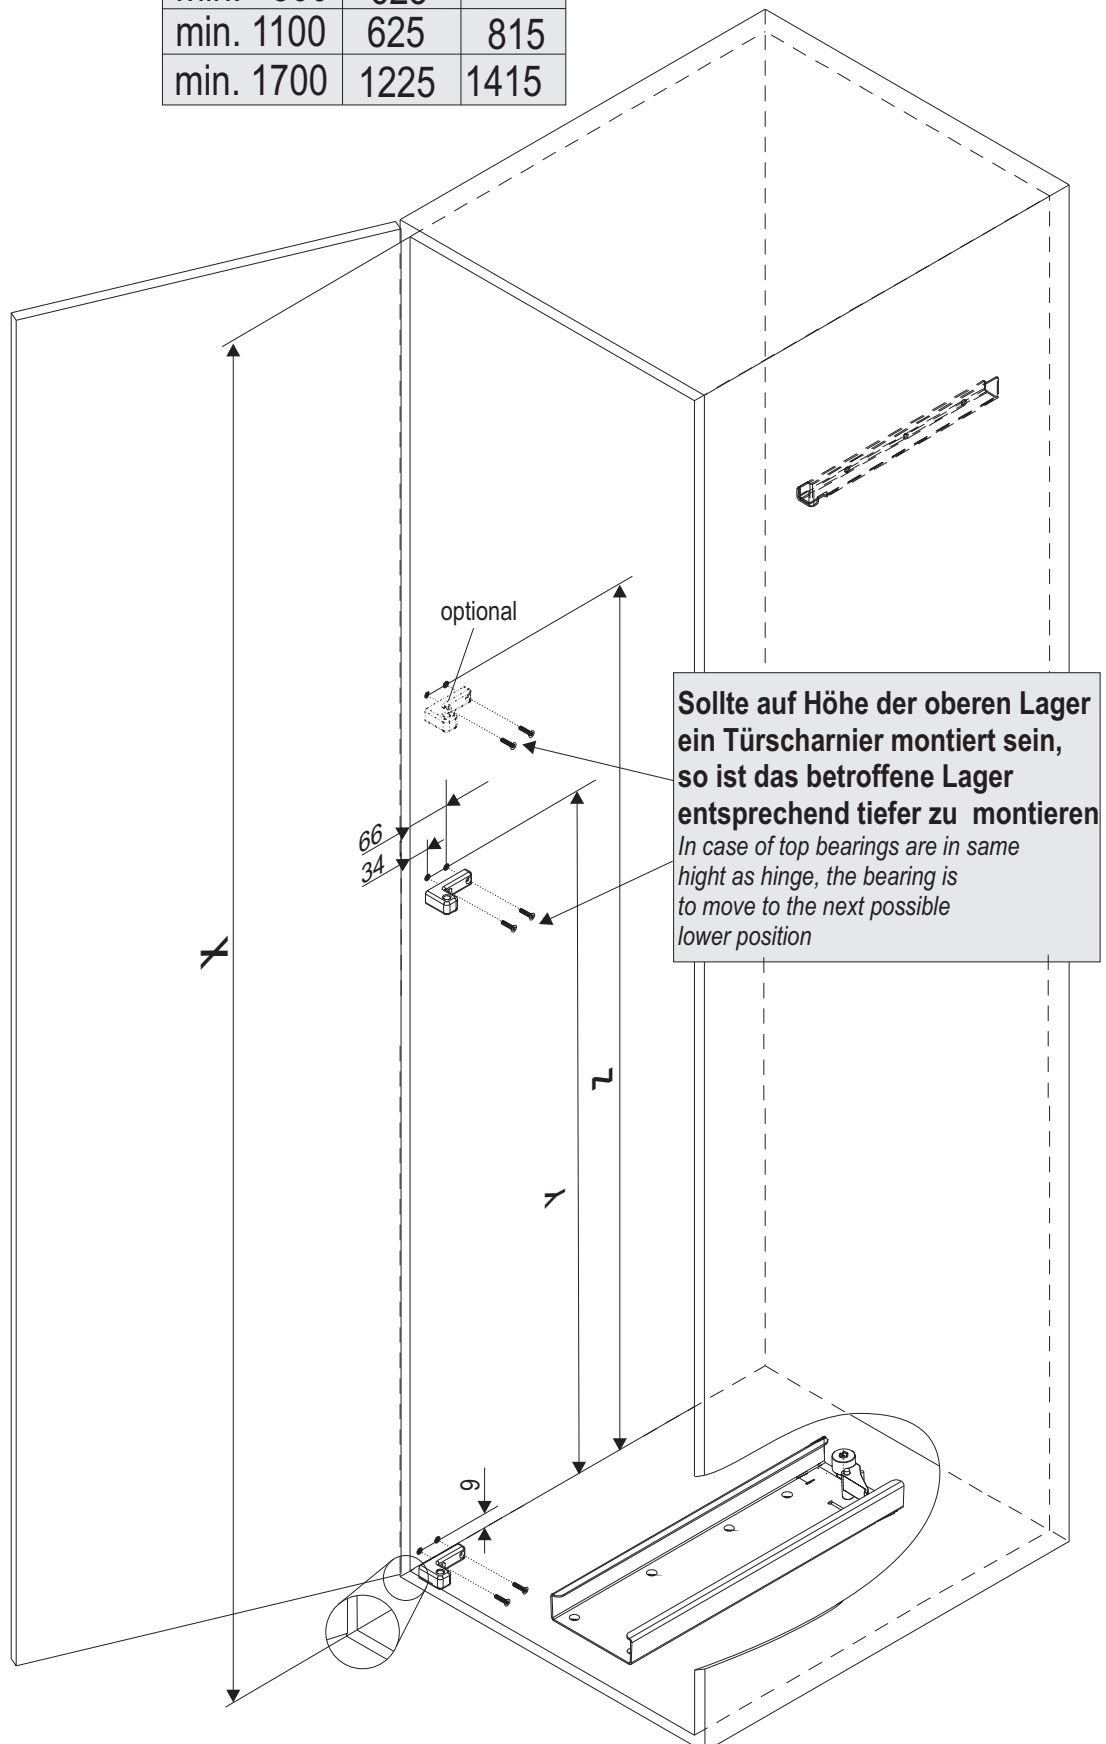 min. 1100 625 815
min. 1700 1225 1415
optional
Sollte auf Höhe der oberen Lager
ein Türscharnier montiert sein,
so ist das betroffene Lager
entsprechend tiefer zu montieren
In case of top bearings are in same
hight as hinge, the bearing is
to move to the next possible
lower position
66
34
X
Z
Y
9